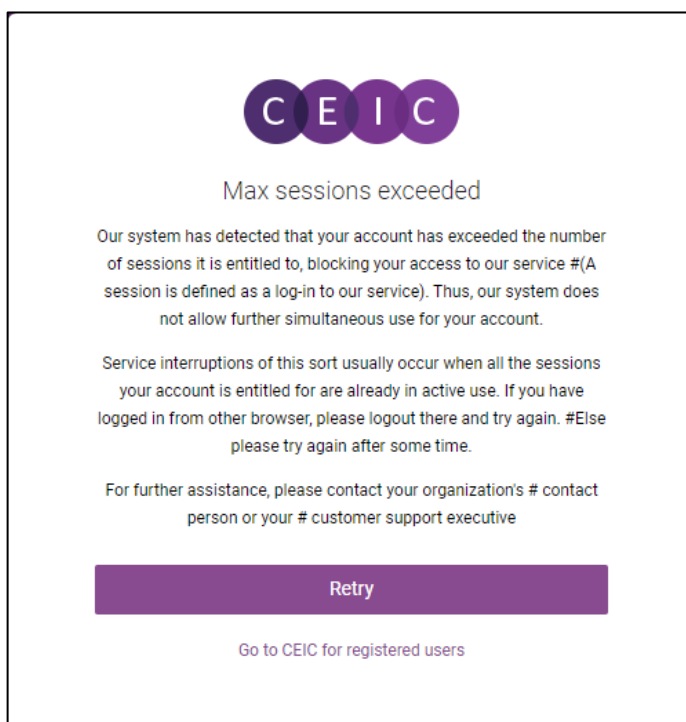 CEIC
Max sessions exceeded
Our system has detected that your account has exceeded the number
of sessions it is entitled to, blocking your access to our service #(A
session is defined as a log-in to our service). Thus, our system does
not allow further simultaneous use for your account.
Service interruptions of this sort usually occur when all the sessions
your account is entitled for are already in active use. If you have
logged in from other browser, please logout there and try again. #Else
please try again after some time.
For further assistance, please contact your organization's # contact
person or your # customer support executive
Retry
Go to CEIC for registered users